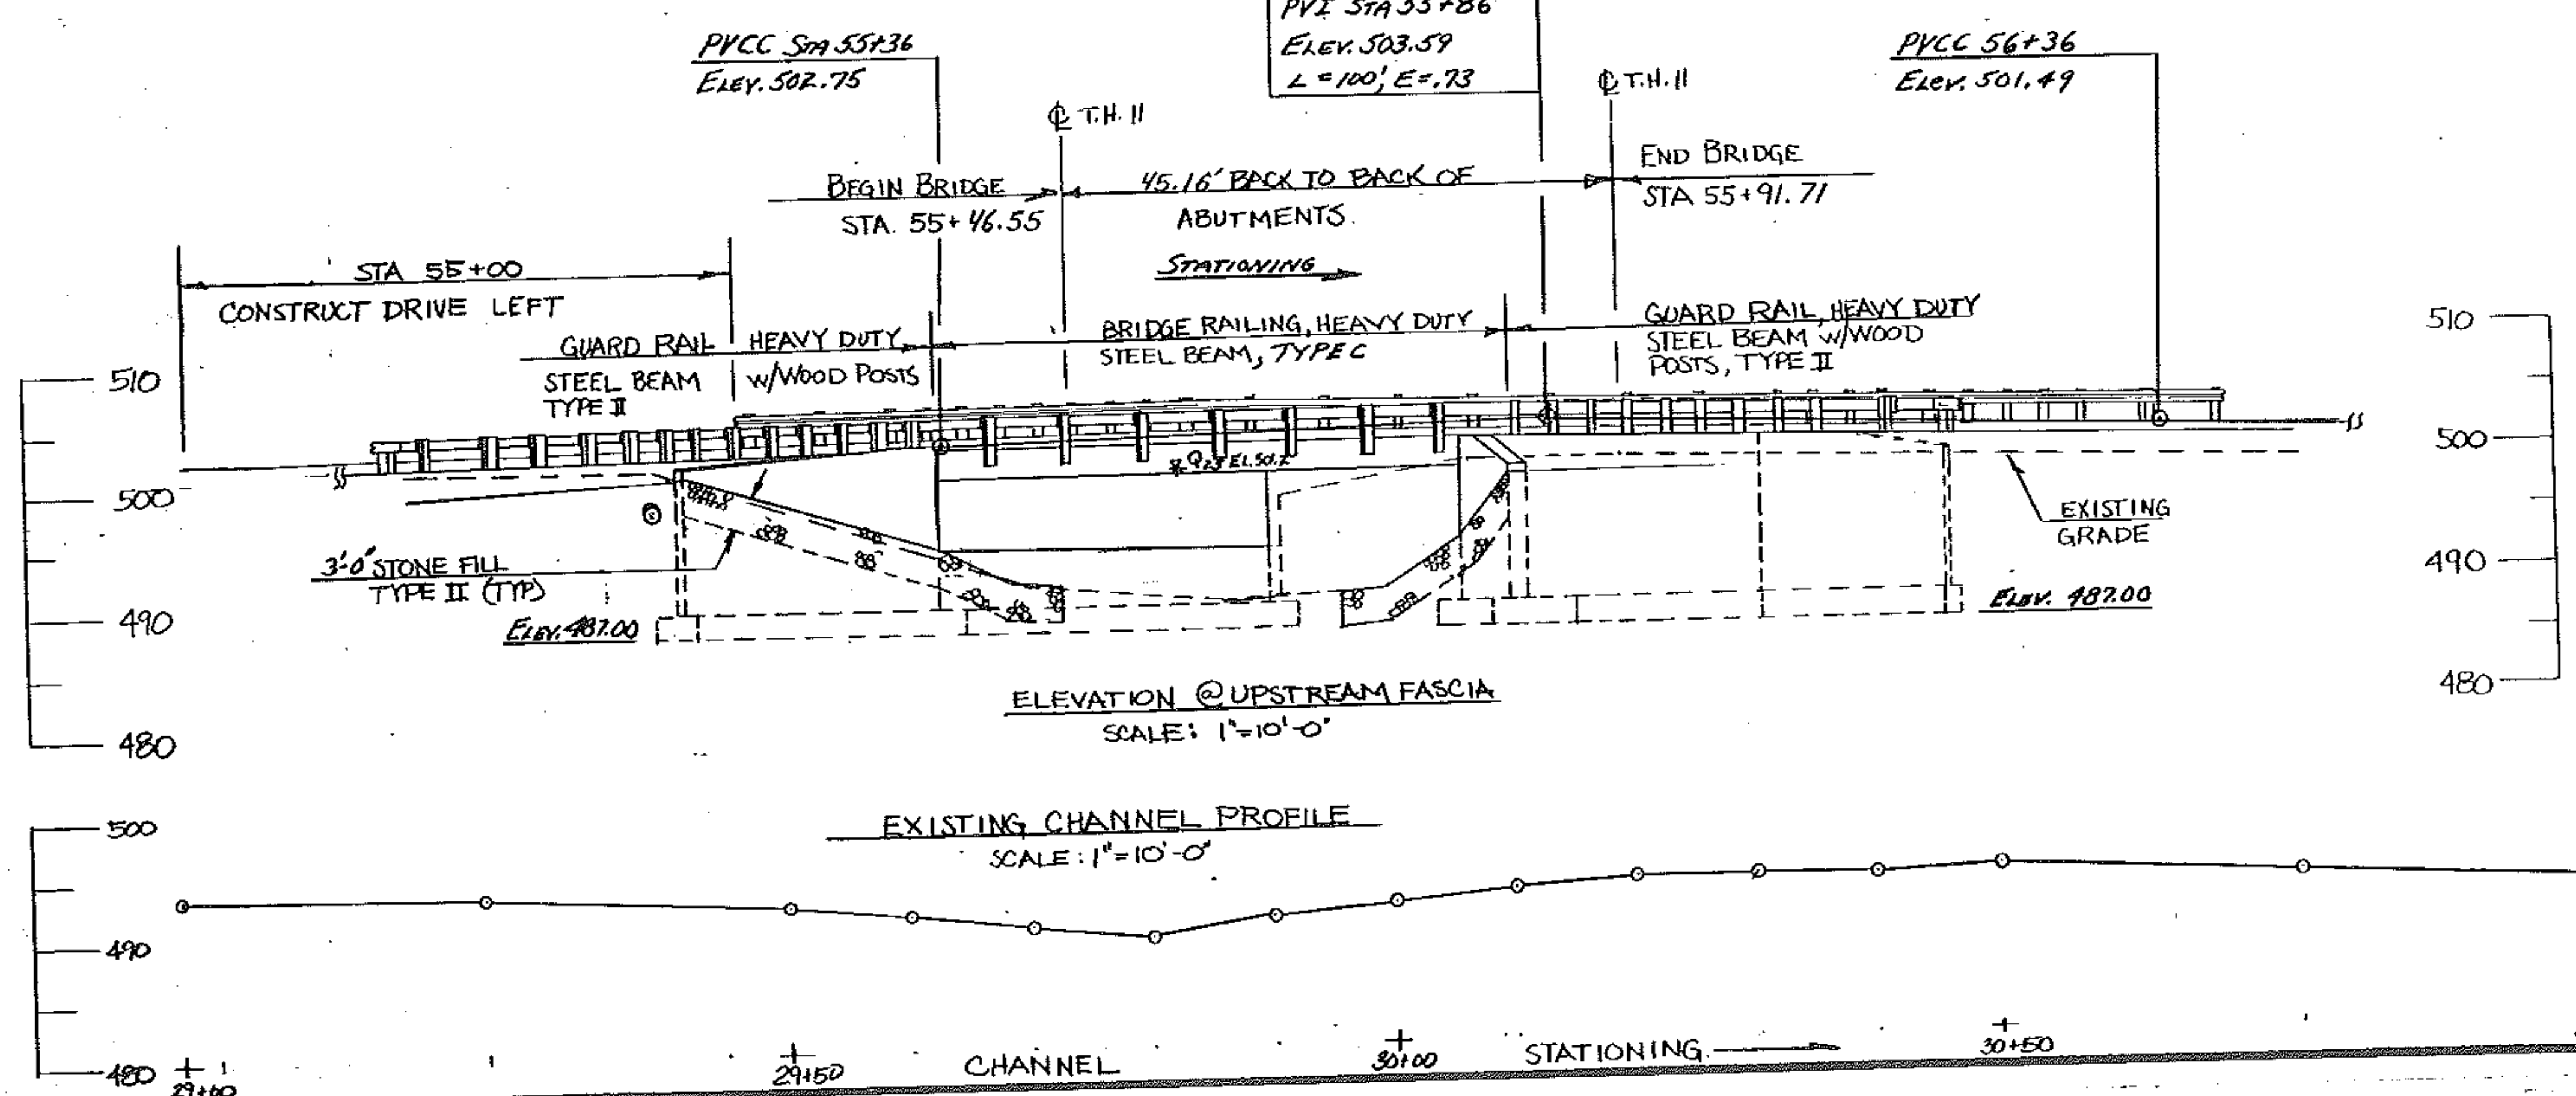 PVI STA 55+86
ELEV. 503.59
L = 100', E=.73
PVCC STA 55+36
ELEV. 502.75
PVCC 56+36
ELEV. 501.49
℄ T.H. 11
℄ T.H. 11
BEGIN BRIDGE
STA. 55+46.55
45.16' BACK TO BACK OF
ABUTMENTS.
END BRIDGE
STA 55+91.71
STATIONING
STA 55+00
CONSTRUCT DRIVE LEFT
GUARD RAIL HEAVY DUTY
STEEL BEAM w/WOOD POSTS
TYPE II
BRIDGE RAILING, HEAVY DUTY
STEEL BEAM, TYPE C
GUARD RAIL, HEAVY DUTY
STEEL BEAM w/WOOD
POSTS, TYPE II
510
500
490
480
510
500
490
480
Q25 EL. 501.2
3'-0" STONE FILL
TYPE II (TYP)
ELEV. 487.00
EXISTING
GRADE
ELEV. 487.00
ELEVATION @ UPSTREAM FASCIA
SCALE: 1"=10'-0"
EXISTING CHANNEL PROFILE
SCALE: 1"=10'-0"
500
490
480
29+00
29+50
CHANNEL
30+00
STATIONING
30+50